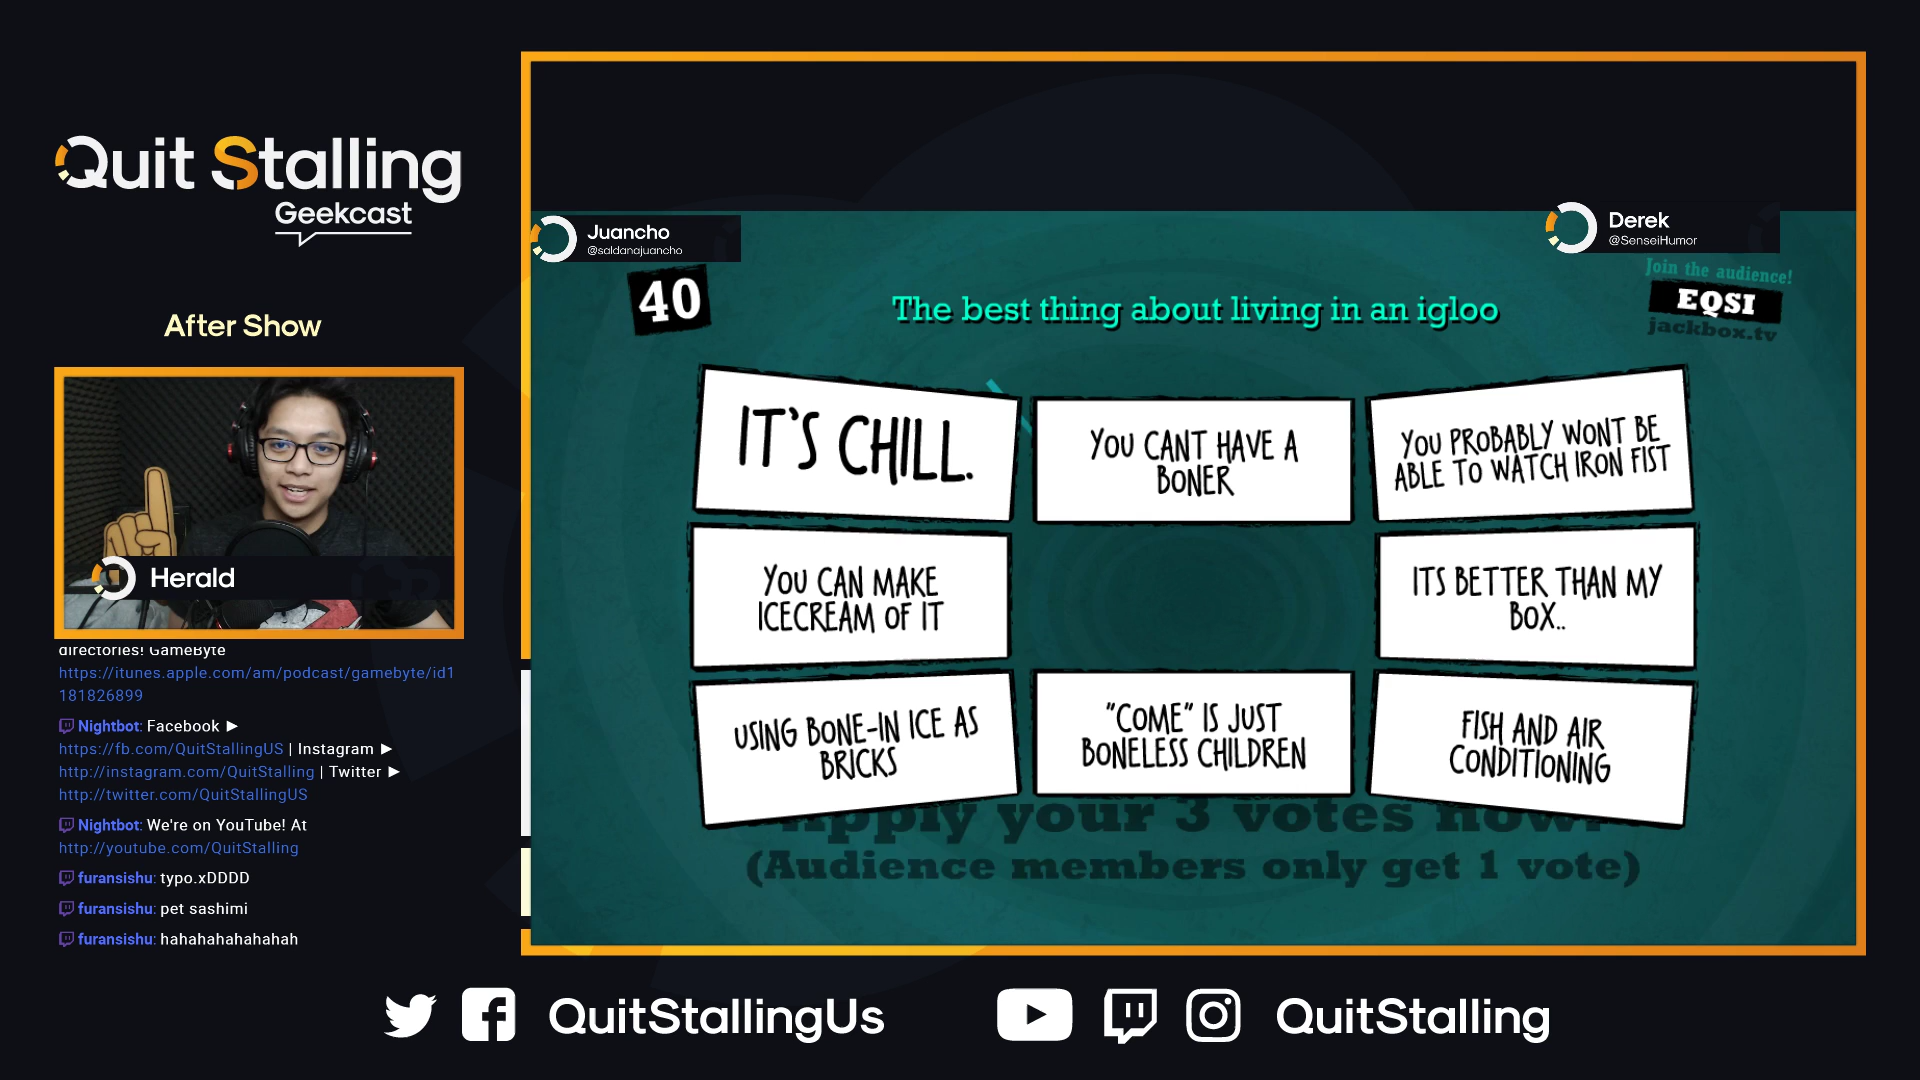 Quit Stalling
Geekcast
After Show
Herald
directories! GameByte
https://itunes.apple.com/am/podcast/gamebyte/id1
181826899
Nightbot: Facebook ►
https://fb.com/QuitStallingUS | Instagram ►
http://instagram.com/QuitStalling | Twitter ►
http://twitter.com/QuitStallingUS
Nightbot: We're on YouTube! At
http://youtube.com/QuitStalling
furansishu: typo.xDDDD
furansishu: pet sashimi
furansishu: hahahahahahahah
Juancho
@saldanajuancho
Derek
@SenseiHumor
40
The best thing about living in an igloo
Join the audience!
EQSI
jackbox.tv
IT'S CHILL.
YOU CANT HAVE A
BONER
YOU PROBABLY WONT BE
ABLE TO WATCH IRON FIST
YOU CAN MAKE
ICECREAM OF IT
ITS BETTER THAN MY
BOX..
USING BONE-IN ICE AS
BRICKS
"COME" IS JUST
BONELESS CHILDREN
FISH AND AIR
CONDITIONING
Apply your 3 votes now!
(Audience members only get 1 vote)
QuitStallingUs
QuitStalling